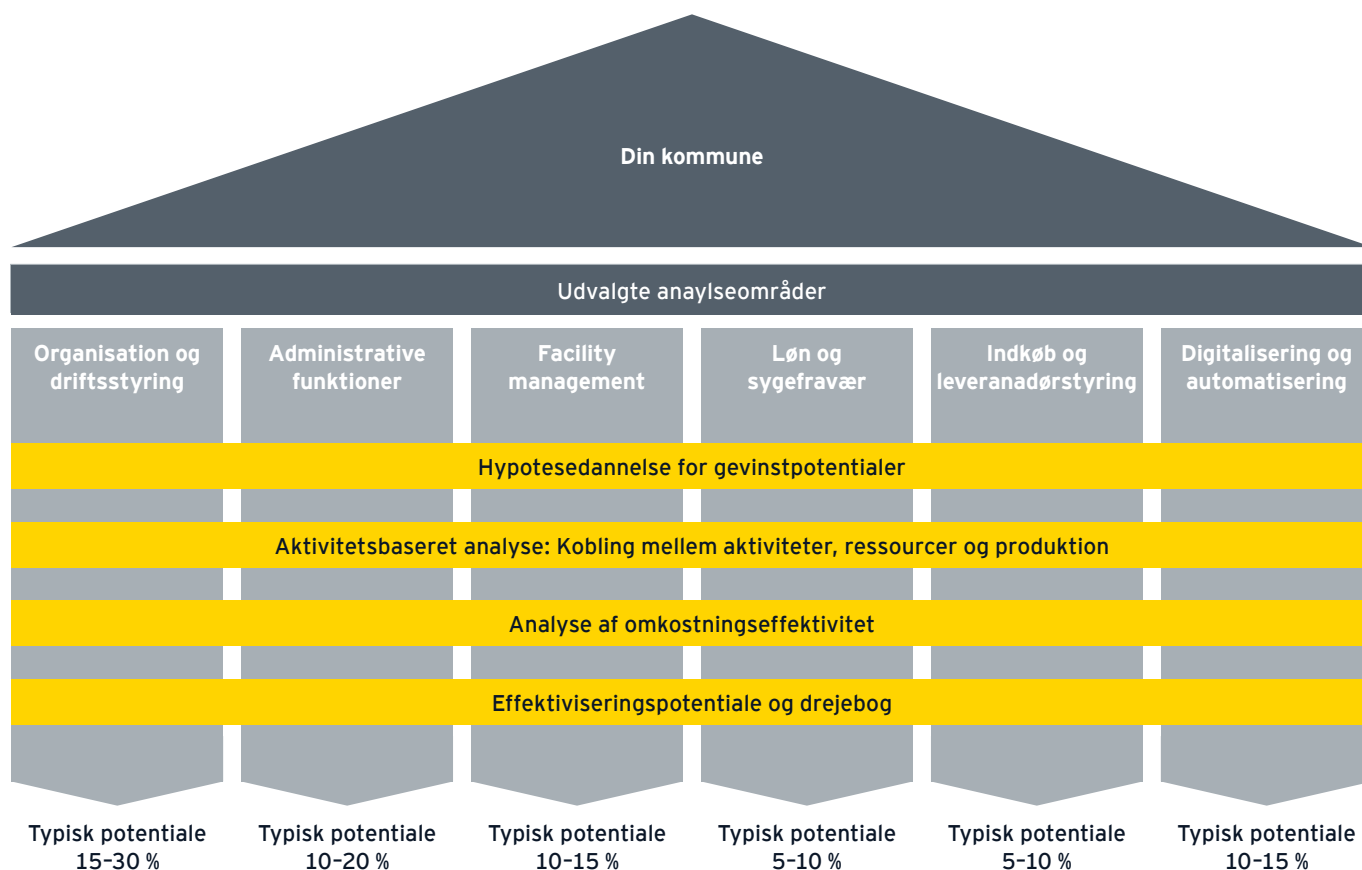 Din kommune
Udvalgte anaylseområder
Organisation og
driftsstyring
Administrative
funktioner
Facility
management
Løn og
sygefravær
Indkøb og
leveranadørstyring
Digitalisering og
automatisering
Hypotesedannelse for gevinstpotentialer
Aktivitetsbaseret analyse: Kobling mellem aktiviteter, ressourcer og produktion
Analyse af omkostningseffektivitet
Effektiviseringspotentiale og drejebog
Typisk potentiale
15–30 %
Typisk potentiale
10–20 %
Typisk potentiale
10–15 %
Typisk potentiale
5–10 %
Typisk potentiale
5–10 %
Typisk potentiale
10–15 %